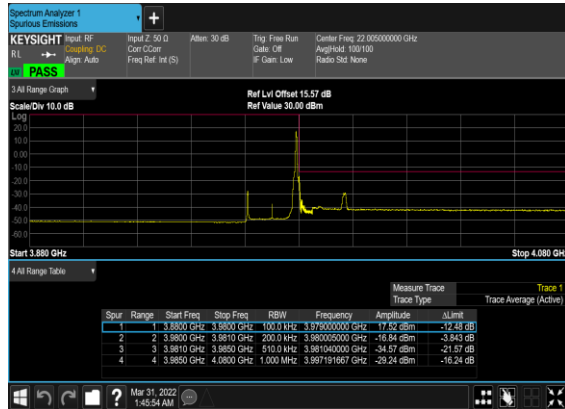 Spectrum Analyzer 1
Spurious Emissions
+
KEYSIGHT Input: RF Input Z: 50 Ω Atten: 30 dB Trig: Free Run Center Freq: 22.005000000 GHz
RL Coupling: DC Corr CCorr Gate: Off Avg|Hold: 100/100
Align: Auto Freq Ref: Int (S) IF Gain: Low Radio Std: None
LW PASS
3 All Range Graph
Ref Lvl Offset 15.57 dB
Scale/Div 10.0 dB Ref Value 30.00 dBm
Log
20.0
10.0
0.00
-10.0
-20.0
-30.0
-40.0
-50.0
-60.0
Start 3.880 GHz Stop 4.080 GH
4 All Range Table
Measure Trace Trace 1
Trace Type Trace Average (Active)
Spur Range Start Freq Stop Freq RBW Frequency Amplitude ΔLimit
1 1 3.8800 GHz 3.9800 GHz 100.0 kHz 3.979000000 GHz 17.52 dBm -12.48 dB
2 2 3.9800 GHz 3.9810 GHz 200.0 kHz 3.980005000 GHz -16.84 dBm -3.843 dB
3 3 3.9810 GHz 3.9850 GHz 510.0 kHz 3.981040000 GHz -34.57 dBm -21.57 dB
4 4 3.9850 GHz 4.0800 GHz 1.000 MHz 3.997191667 GHz -29.24 dBm -16.24 dB
? Mar 31, 2022
1:45:54 AM